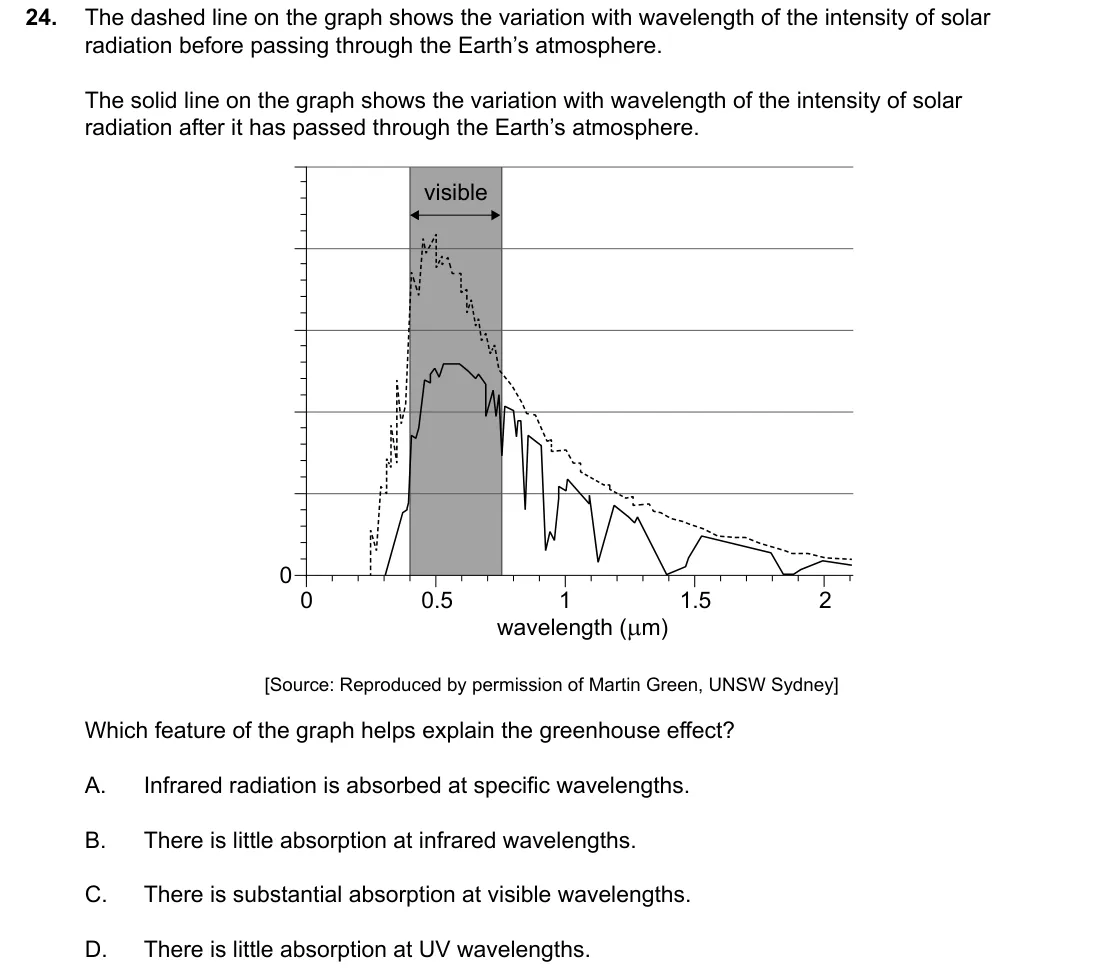 24. The dashed line on the graph shows the variation with wavelength of the intensity of solar
radiation before passing through the Earth’s atmosphere.
The solid line on the graph shows the variation with wavelength of the intensity of solar
radiation after it has passed through the Earth’s atmosphere.
visible
0
0 0.5 1 1.5 2
wavelength (μm)
[Source: Reproduced by permission of Martin Green, UNSW Sydney]
Which feature of the graph helps explain the greenhouse effect?
A. Infrared radiation is absorbed at specific wavelengths.
B. There is little absorption at infrared wavelengths.
C. There is substantial absorption at visible wavelengths.
D. There is little absorption at UV wavelengths.